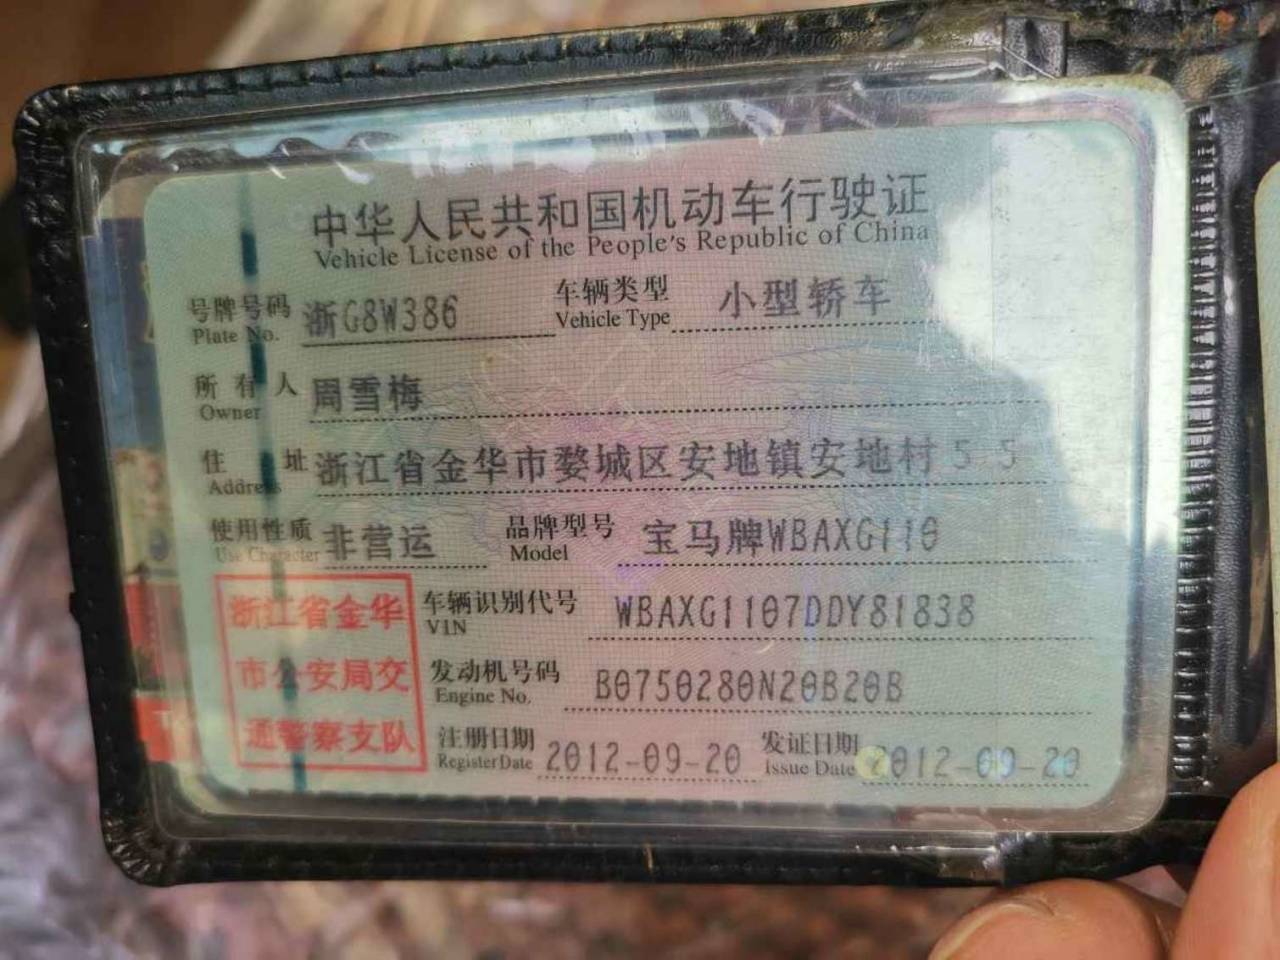 中华人民共和国机动车行驶证
Vehicle License of the People's Republic of China
号牌号码 浙G8W386 车辆类型 小型轿车
Plate No. Vehicle Type
所有人 周雪梅
Owner
住址 浙江省金华市婺城区安地镇安地村55
Address
使用性质 非营运 品牌型号 宝马牌WBAXG110
Use Character Model
浙江省金华
市公安局交
通警察支队
车辆识别代号 WBAXG1107DDY81838
VIN
发动机号码 B0750280N20B20B
Engine No.
注册日期 2012-09-20 发证日期 2012-09-20
Register Date Issue Date